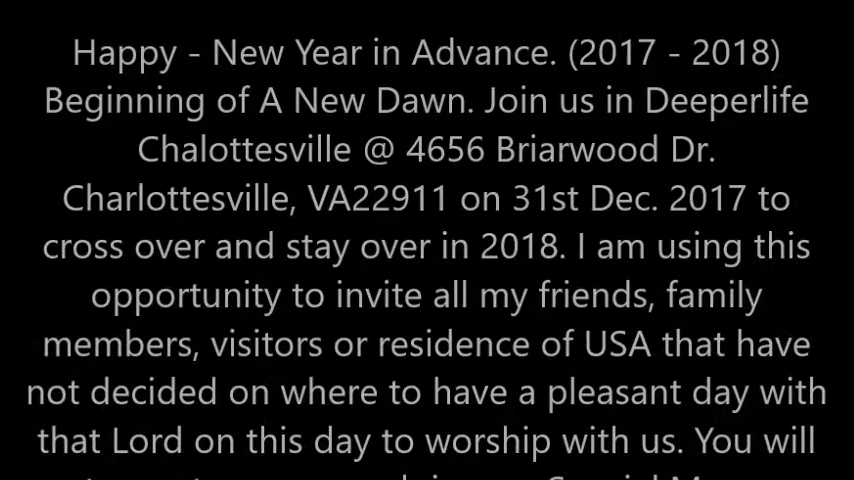 Happy - New Year in Advance. (2017 - 2018)
Beginning of A New Dawn. Join us in Deeperlife
Chalottesville @ 4656 Briarwood Dr.
Charlottesville, VA22911 on 31st Dec. 2017 to
cross over and stay over in 2018. I am using this
opportunity to invite all my friends, family
members, visitors or residence of USA that have
not decided on where to have a pleasant day with
that Lord on this day to worship with us. You will